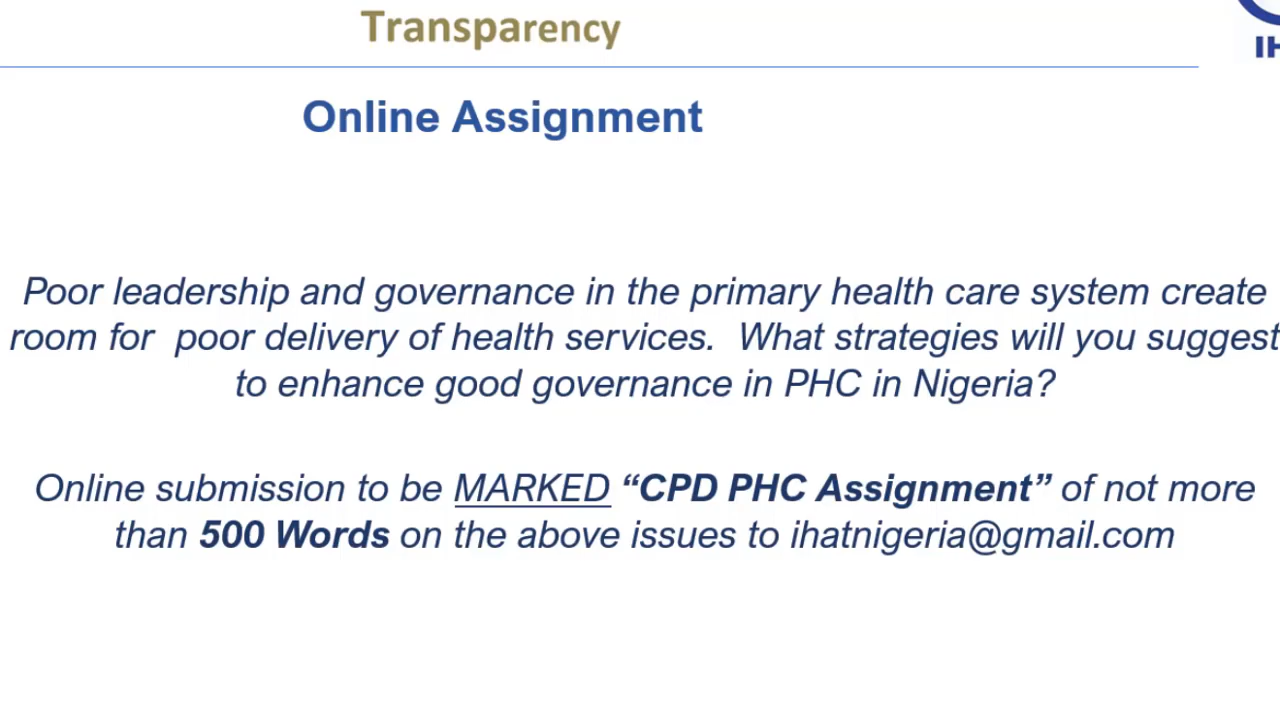 Transparency
IH
Online Assignment
Poor leadership and governance in the primary health care system create
room for  poor delivery of health services.  What strategies will you suggest
to enhance good governance in PHC in Nigeria?
Online submission to be MARKED “CPD PHC Assignment” of not more
than 500 Words on the above issues to ihatnigeria@gmail.com